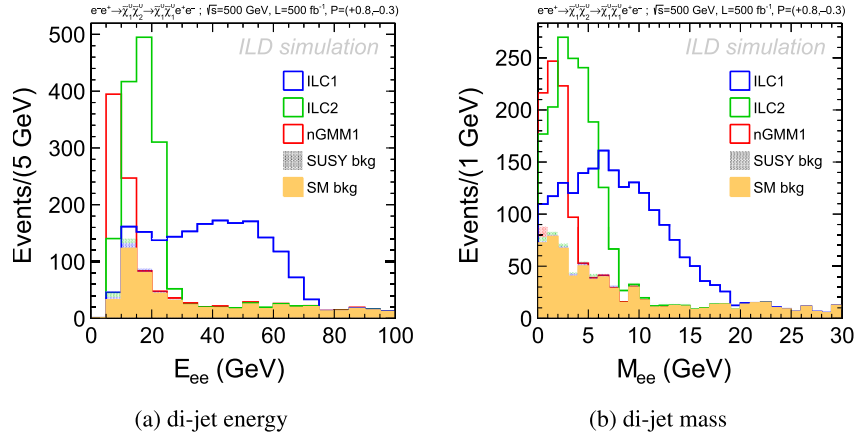 e⁻e⁺→χ̃₁⁰χ̃₂⁰→χ̃₁⁰χ̃₁⁰e⁺e⁻ ; √s=500 GeV, L=500 fb⁻¹, P=(+0.8,−0.3)
ILD simulation
ILC1
ILC2
nGMM1
SUSY bkg
SM bkg
Events/(5 GeV)
500
400
300
200
100
0
0 20 40 60 80 100
E_ee (GeV)
(a) di-jet energy
e⁻e⁺→χ̃₁⁰χ̃₂⁰→χ̃₁⁰χ̃₁⁰e⁺e⁻ ; √s=500 GeV, L=500 fb⁻¹, P=(+0.8,−0.3)
ILD simulation
ILC1
ILC2
nGMM1
SUSY bkg
SM bkg
Events/(1 GeV)
250
200
150
100
50
0
0 5 10 15 20 25 30
M_ee (GeV)
(b) di-jet mass